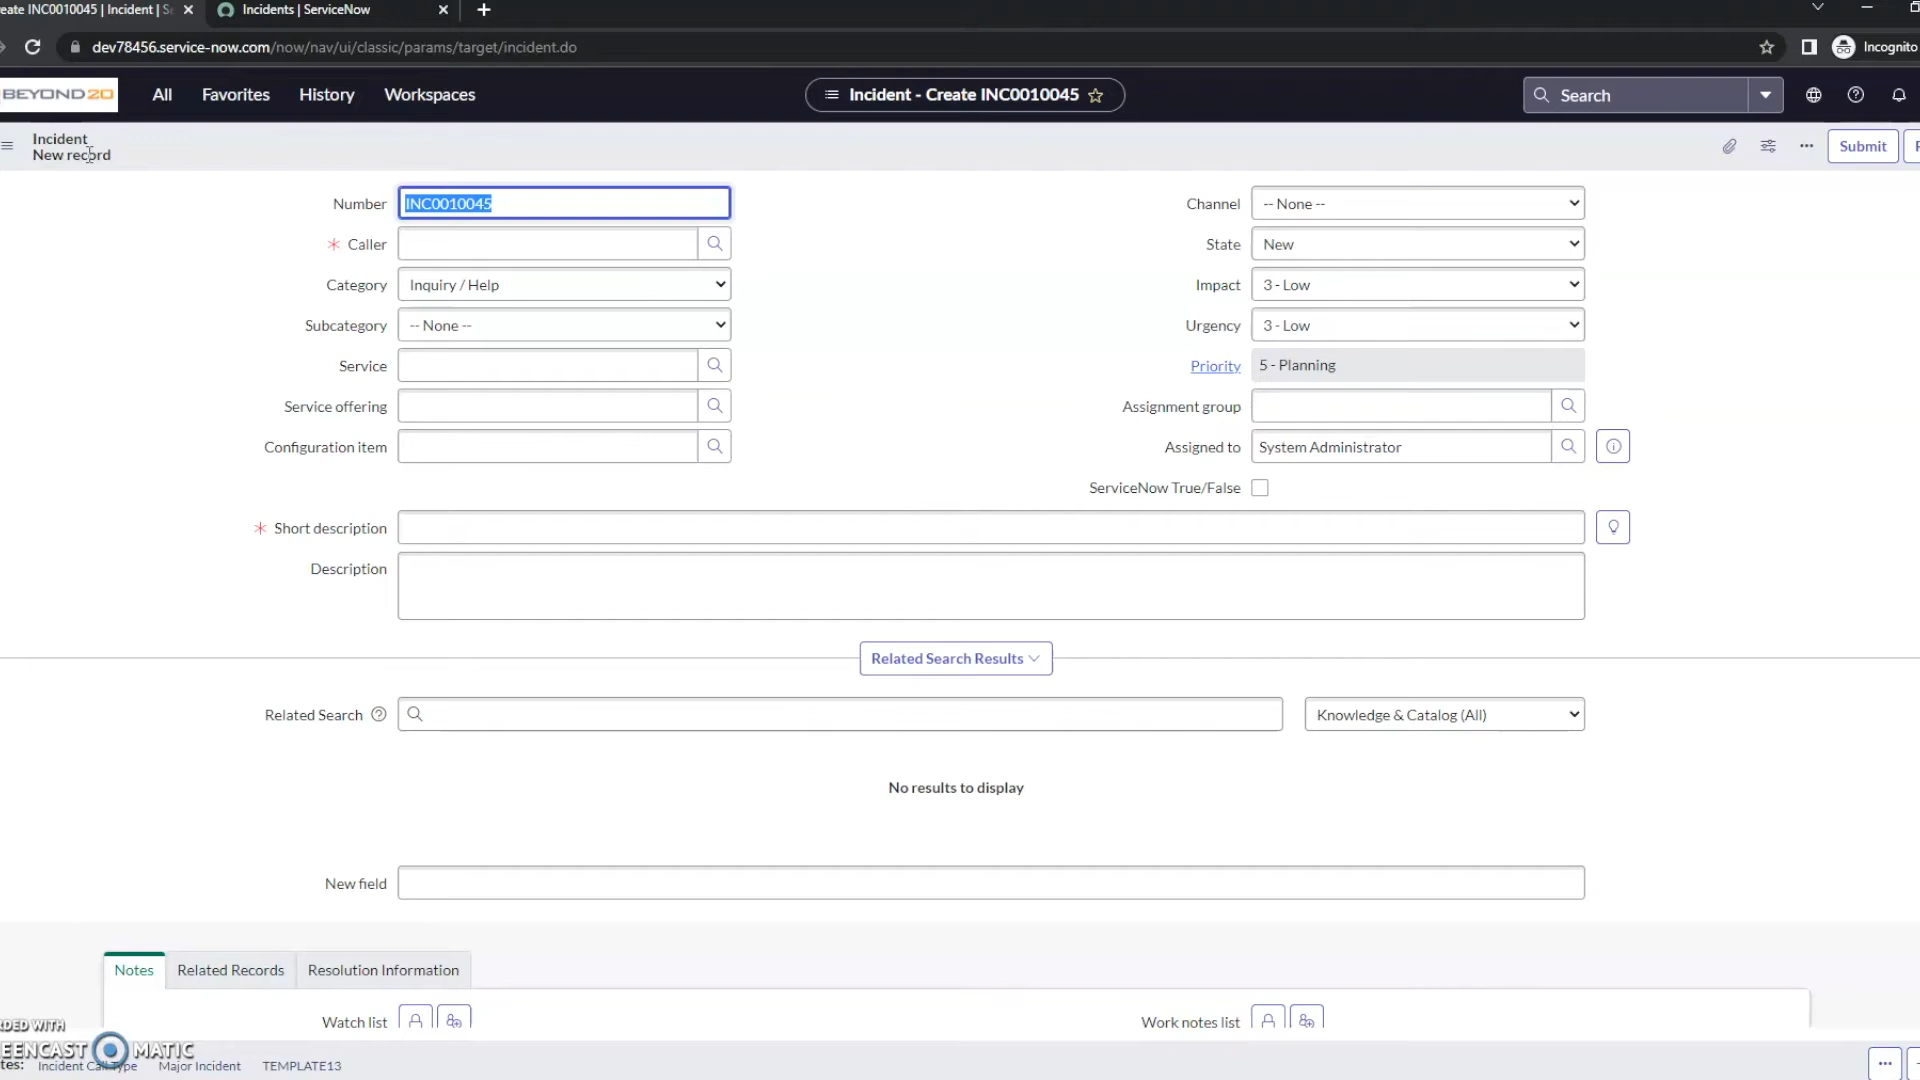 eate INC0010045 | Incident | S
Incidents | ServiceNow
dev78456.service-now.com/now/nav/ui/classic/params/target/incident.do
Incognito
BEYOND20
All
Favorites
History
Workspaces
Incident - Create INC0010045
Search
Incident
New record
Submit
Number
INC0010045
Channel
-- None --
* Caller
State
New
Category
Inquiry / Help
Impact
3 - Low
Subcategory
-- None --
Urgency
3 - Low
Service
Priority
5 - Planning
Service offering
Assignment group
Configuration item
Assigned to
System Administrator
ServiceNow True/False
* Short description
Description
Related Search Results
Related Search
Knowledge & Catalog (All)
No results to display
New field
Notes
Related Records
Resolution Information
Watch list
Work notes list
RDED WITH
EENCAST MATIC
tes:
Incident Call Type
Major Incident
TEMPLATE13